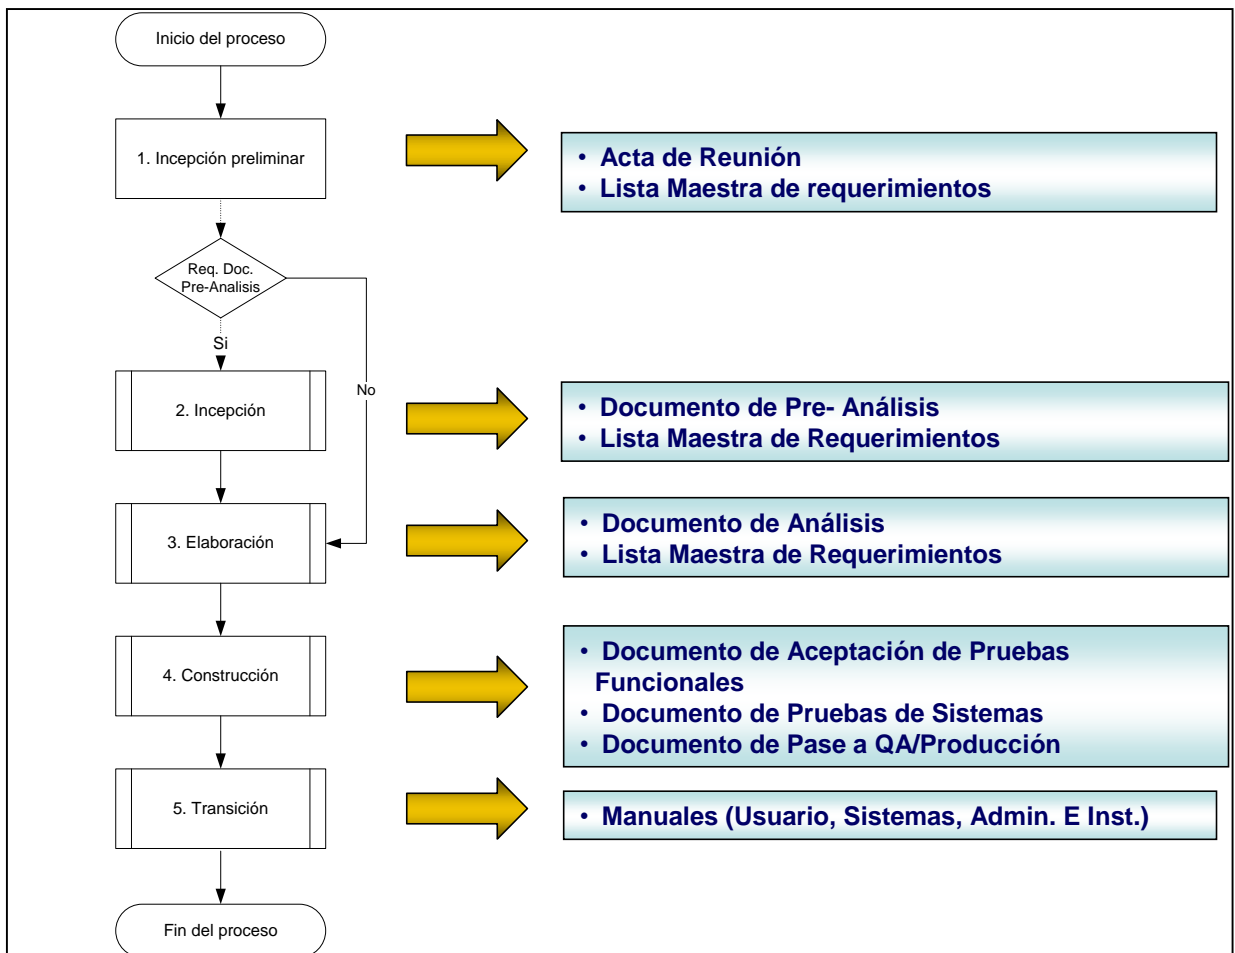 Inicio del proceso
1. Incepción preliminar
• Acta de Reunión
• Lista Maestra de requerimientos
Req. Doc.
Pre-Analisis
Si
No
2. Incepción
• Documento de Pre- Análisis
• Lista Maestra de Requerimientos
3. Elaboración
• Documento de Análisis
• Lista Maestra de Requerimientos
4. Construcción
• Documento de Aceptación de Pruebas
Funcionales
• Documento de Pruebas de Sistemas
• Documento de Pase a QA/Producción
5. Transición
• Manuales (Usuario, Sistemas, Admin. E Inst.)
Fin del proceso